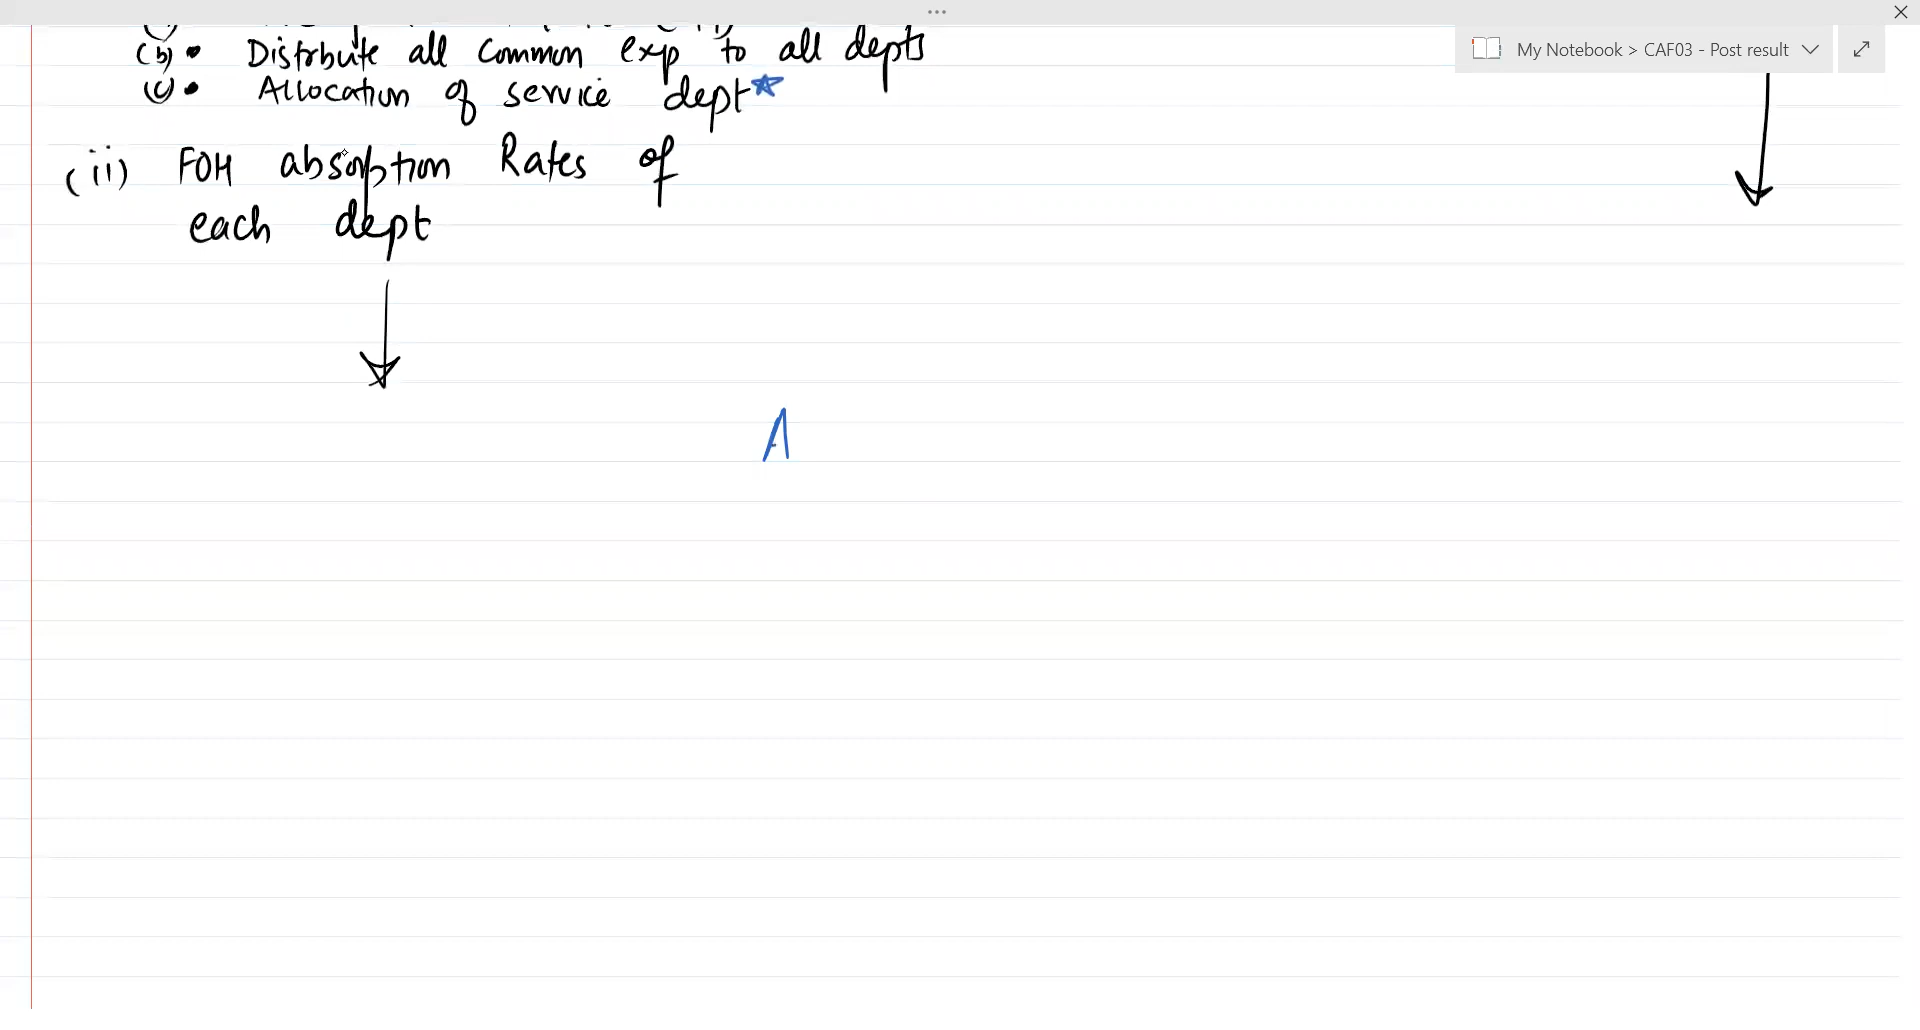 My Notebook > CAF03 - Post result
(b) • Distrbute all common exp to all depts
(c) • Allocation of service dept
(ii) FOH absorption Rates of
each dept